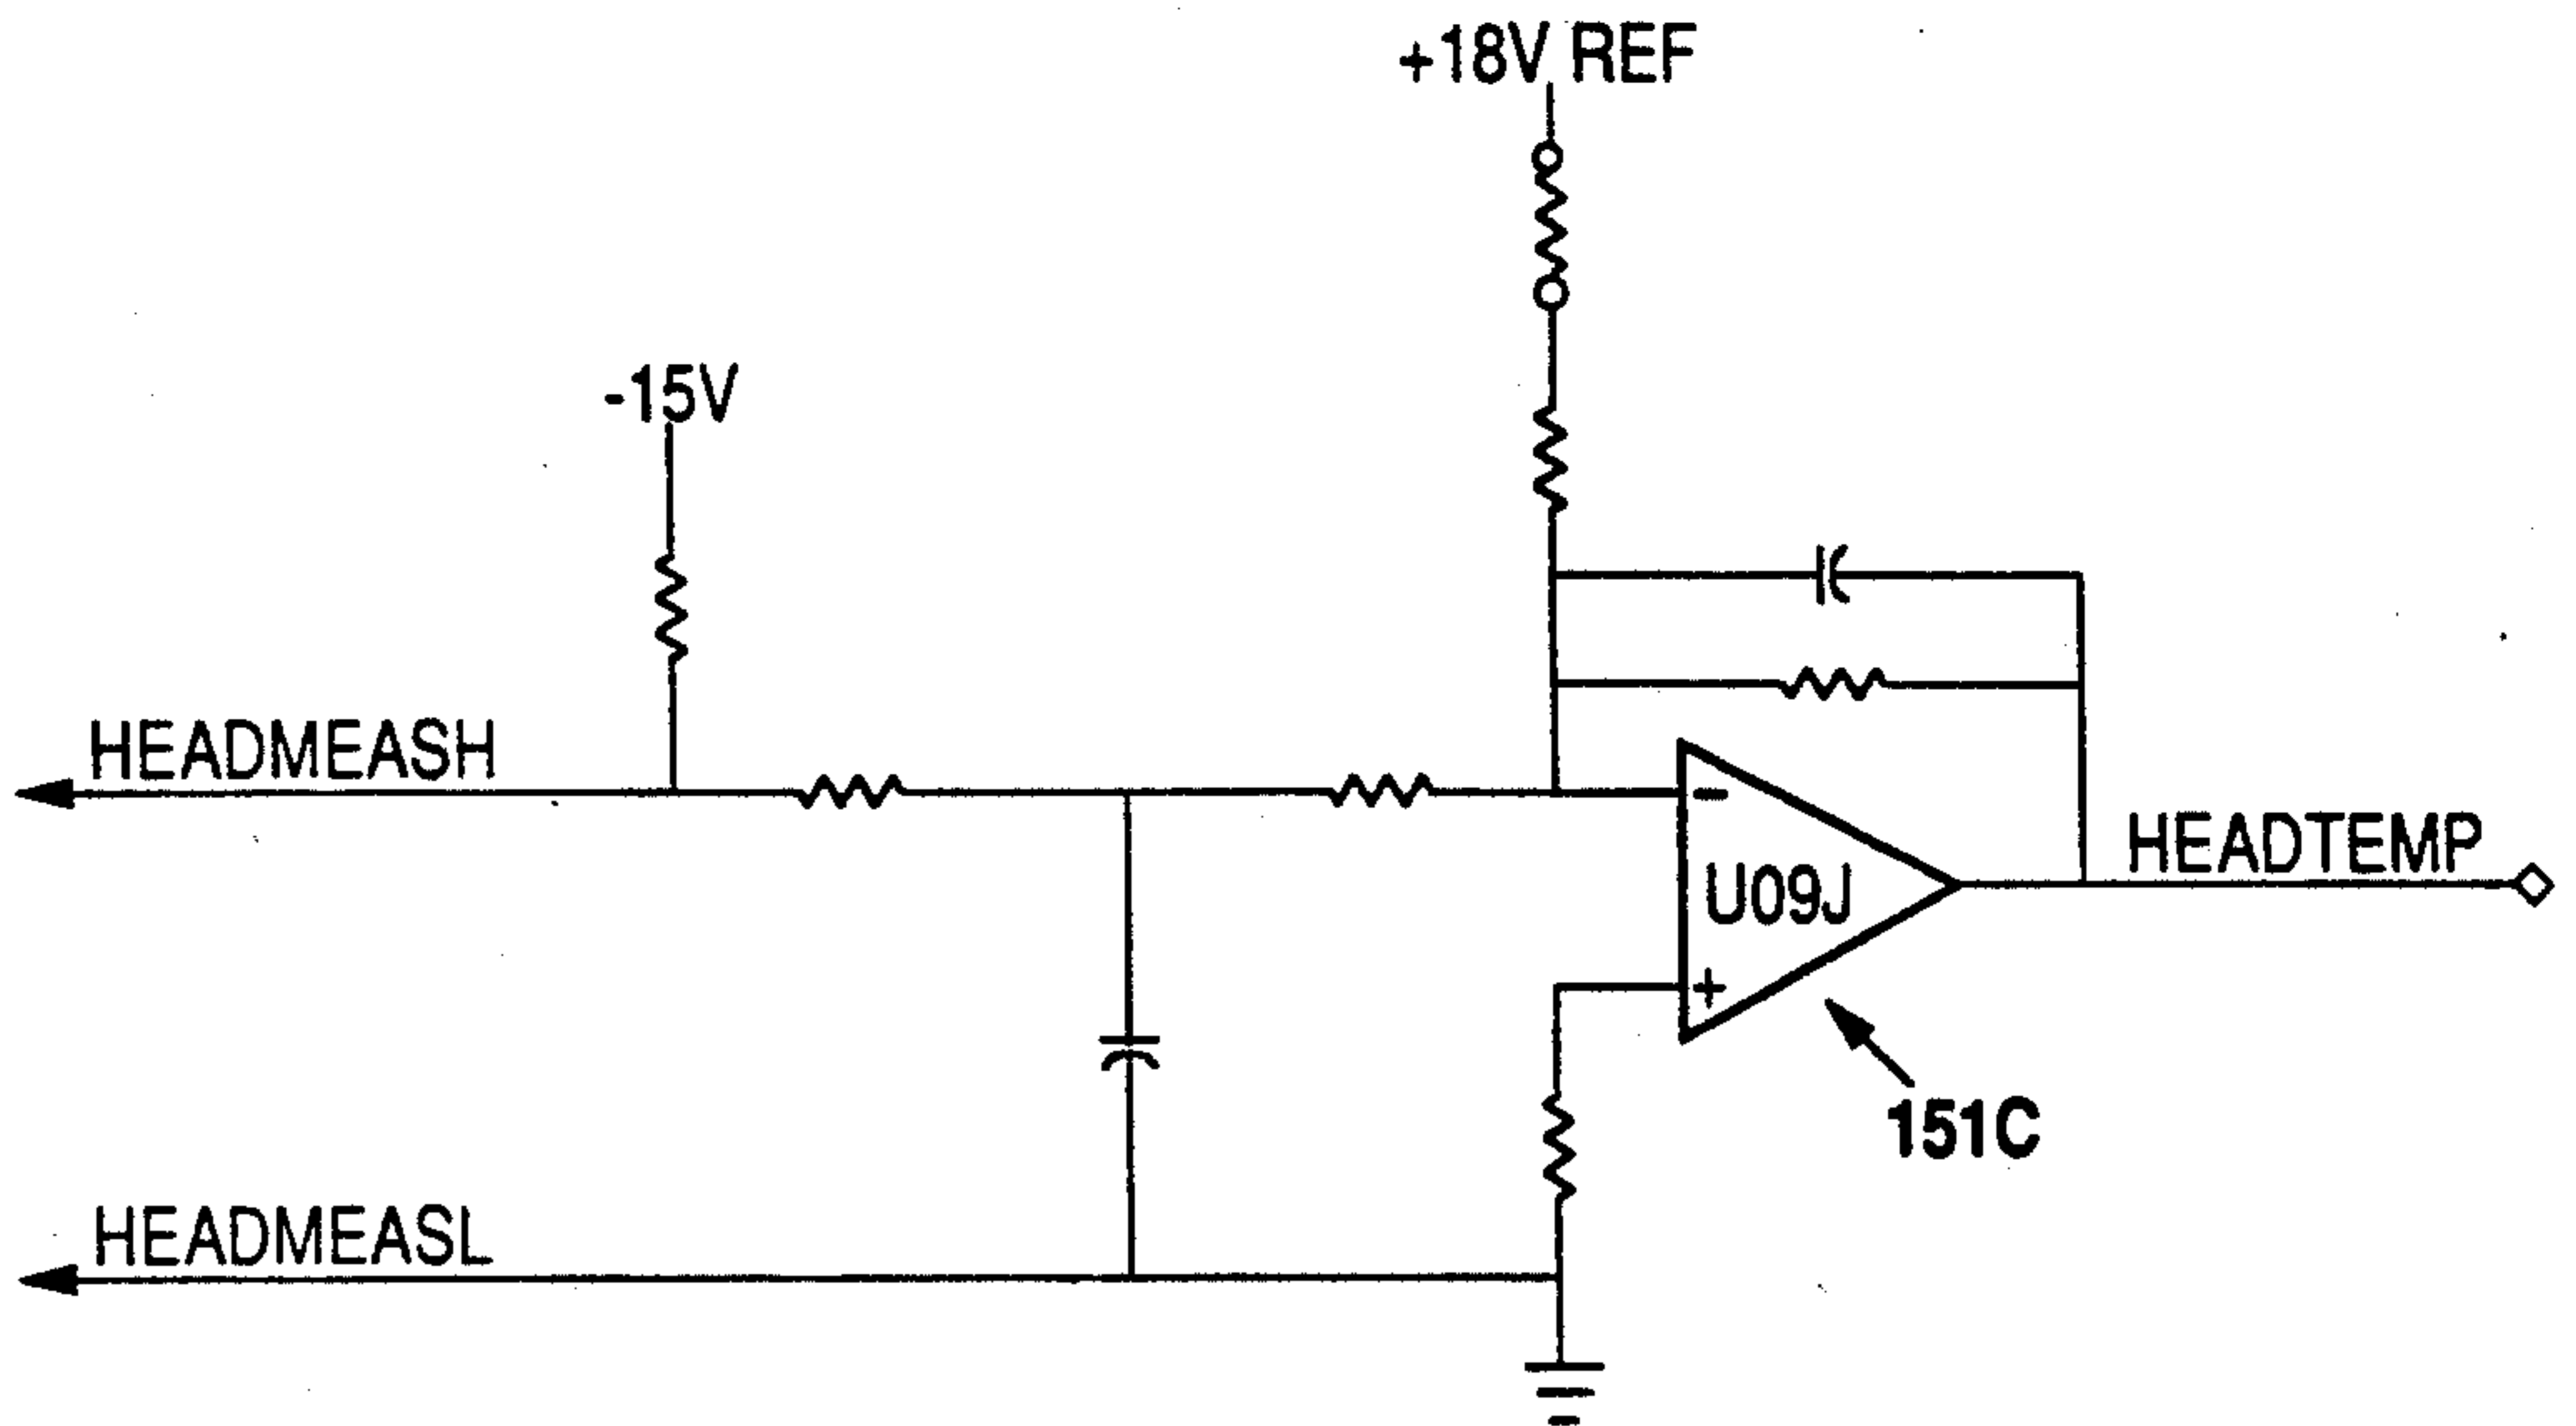 +18V REF
-15V
HEADMEASH
-
U09J
HEADTEMP
+
151C
HEADMEASL